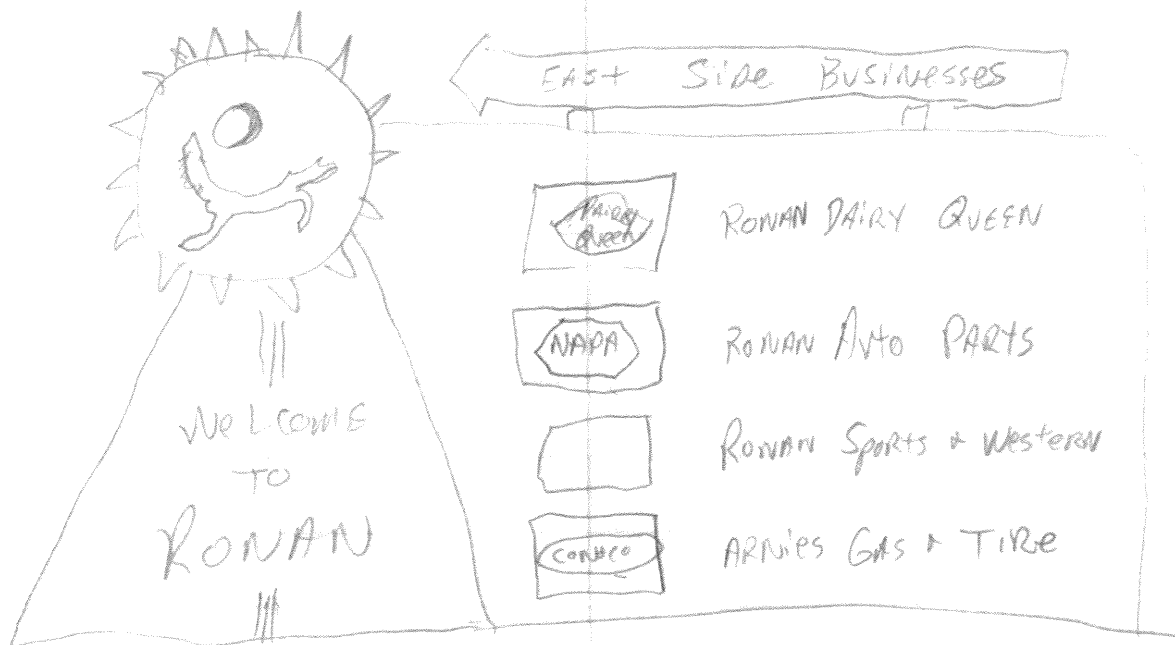 EAST SIDE BUSINESSES
DAIRY
QUEEN
RONAN DAIRY QUEEN
NAPA
RONAN AUTO PARTS
RONAN SPORTS & WESTERN
CONOCO
ARNIES GAS & TIRE
WELCOME
TO
RONAN